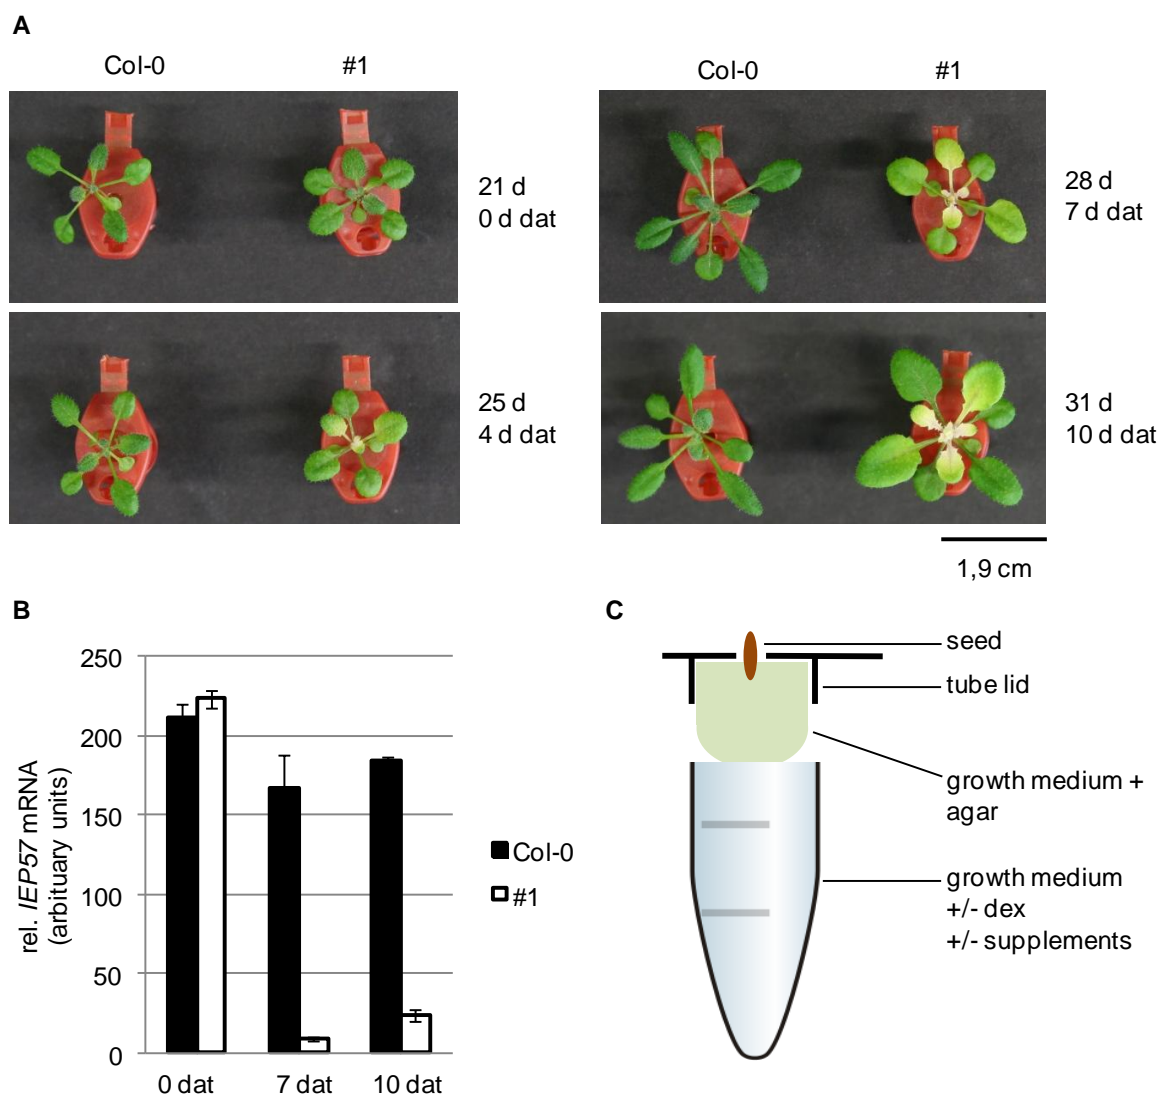 A
Col-0
#1
21 d
0 d dat
Col-0
#1
28 d
7 d dat
25 d
4 d dat
31 d
10 d dat
1,9 cm
B
rel. IEP57 mRNA
(arbituary units)
250
200
150
100
50
0
0 dat
7 dat
10 dat
Col-0
#1
C
seed
tube lid
growth medium +
agar
growth medium
+/- dex
+/- supplements